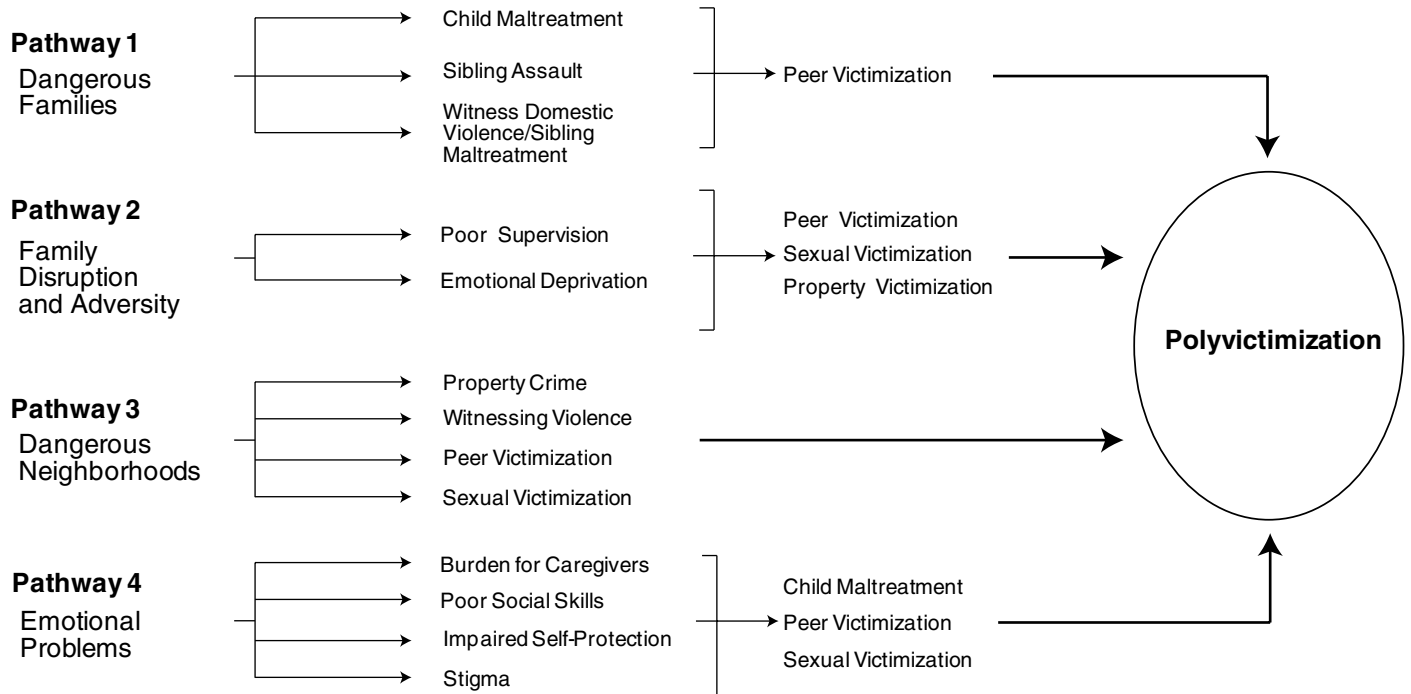 Pathway 1
Dangerous
Families
Child Maltreatment
Sibling Assault
Witness Domestic
Violence/Sibling
Maltreatment
Peer Victimization
Pathway 2
Family
Disruption
and Adversity
Poor Supervision
Emotional Deprivation
Peer Victimization
Sexual Victimization
Property Victimization
Pathway 3
Dangerous
Neighborhoods
Property Crime
Witnessing Violence
Peer Victimization
Sexual Victimization
Pathway 4
Emotional
Problems
Burden for Caregivers
Poor Social Skills
Impaired Self-Protection
Stigma
Child Maltreatment
Peer Victimization
Sexual Victimization
Polyvictimization